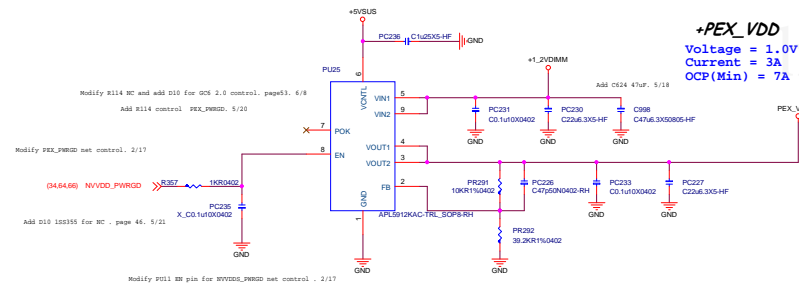 +5VSUS
+PEX_VDD
Voltage = 1.0V
Current = 3A
OCP(Min) = 7A
PC236 C1u25X5-HF
GND
+1_2VDIMM
PU25
6
VCNTL
Add C624 47uF. 5/18
Modify R114 NC and add D10 for GC6 2.0 control. page53. 6/8
5
VIN1
9
VIN2
PC231
C0.1u10X0402
PC230
C22u6.3X5-HF
C998
C47u6.3X50805-HF
PEX_V
Add R114 control PEX_PWRGD. 5/20
GND
GND
GND
7
POK
4
VOUT1
3
VOUT2
Modify PEX_PWRGD net control. 2/17
8
EN
2
FB
PR291
10KR1%0402
PC226
C47p50N0402-RH
PC233
C0.1u10X0402
PC227
C22u6.3X5-HF
(34,64,66) NVVDD_PWRGD
R357
1KR0402
GND
1
PC235
X_C0.1u10X0402
APL5912KAC-TRL_SOP8-RH
GND
GND
Add D10 1SS355 for NC . page 46. 5/21
PR292
39.2KR1%0402
GND
GND
GND
Modify PU11 EN pin for NVVDDS_PWRGD net control . 2/17